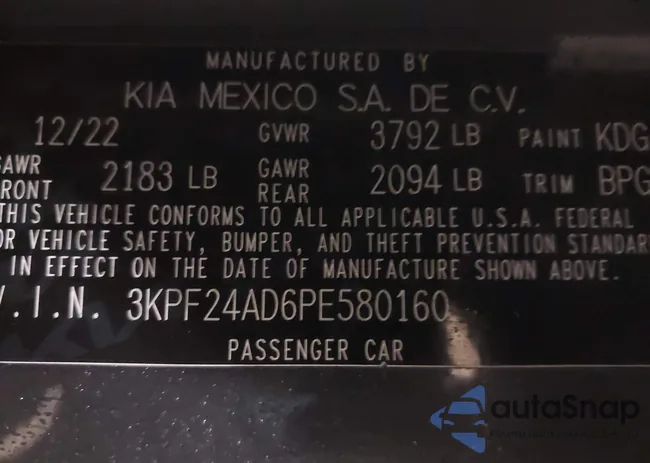 MANUFACTURED BY
KIA MEXICO S.A. DE C.V.
12/22 GVWR 3792 LB PAINT KDG
GAWR FRONT 2183 LB GAWR REAR 2094 LB TRIM BPG
THIS VEHICLE CONFORMS TO ALL APPLICABLE U.S.A. FEDERAL
OR VEHICLE SAFETY, BUMPER, AND THEFT PREVENTION STANDAR
IN EFFECT ON THE DATE OF MANUFACTURE SHOWN ABOVE.
V.I.N. 3KPF24AD6PE580160
PASSENGER CAR
autaSnap